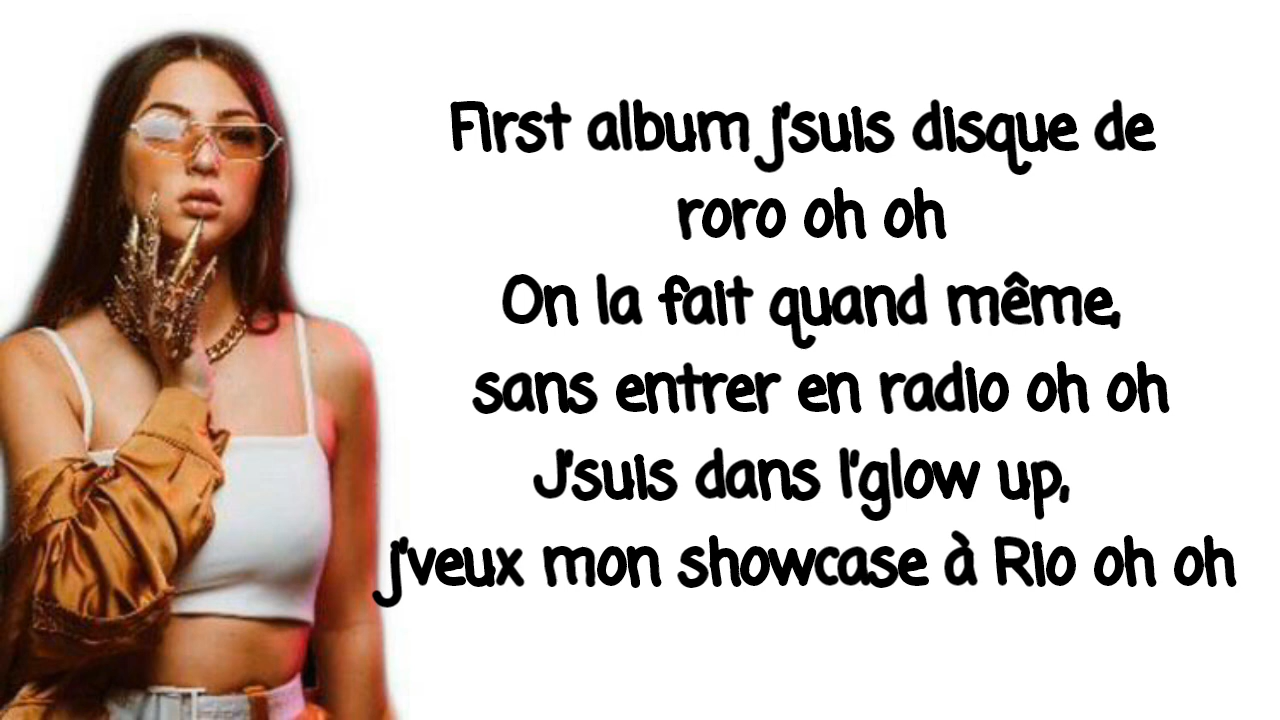 First album j'suis disque de
roro oh oh
On la fait quand même,
sans entrer en radio oh oh
J'suis dans l'glow up,
j'veux mon showcase à Rio oh oh